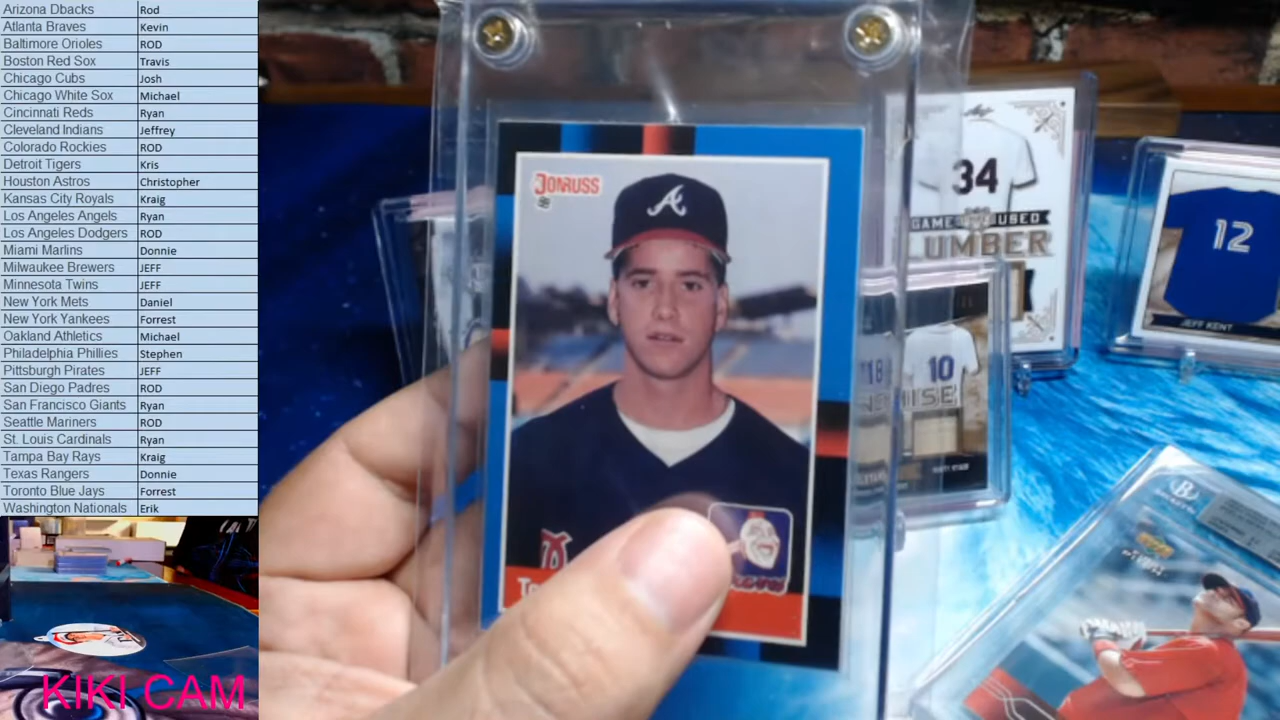 Arizona Dbacks Rod
Atlanta Braves Kevin
Baltimore Orioles ROD
Boston Red Sox Travis
Chicago Cubs Josh
Chicago White Sox Michael
Cincinnati Reds Ryan
Cleveland Indians Jeffrey
Colorado Rockies ROD
Detroit Tigers Kris
Houston Astros Christopher
Kansas City Royals Kraig
Los Angeles Angels Ryan
Los Angeles Dodgers ROD
Miami Marlins Donnie
Milwaukee Brewers JEFF
Minnesota Twins JEFF
New York Mets Daniel
New York Yankees Forrest
Oakland Athletics Michael
Philadelphia Phillies Stephen
Pittsburgh Pirates JEFF
San Diego Padres ROD
San Francisco Giants Ryan
Seattle Mariners ROD
St. Louis Cardinals Ryan
Tampa Bay Rays Kraig
Texas Rangers Donnie
Toronto Blue Jays Forrest
Washington Nationals Erik
KIKI CAM
DONRUSS
A
34
GAME USED
LUMBER
12
JEFF KENT
18
10